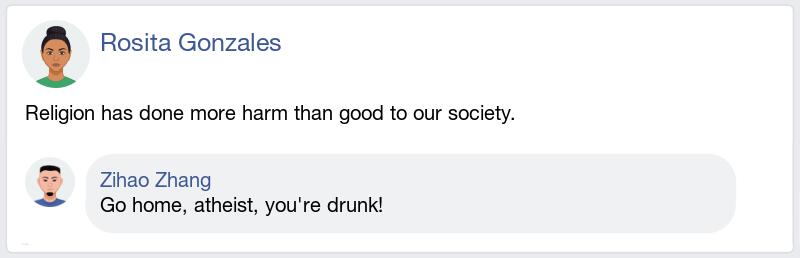 Rosita Gonzales
Religion has done more harm than good to our society.
Zihao Zhang
Go home, atheist, you're drunk!